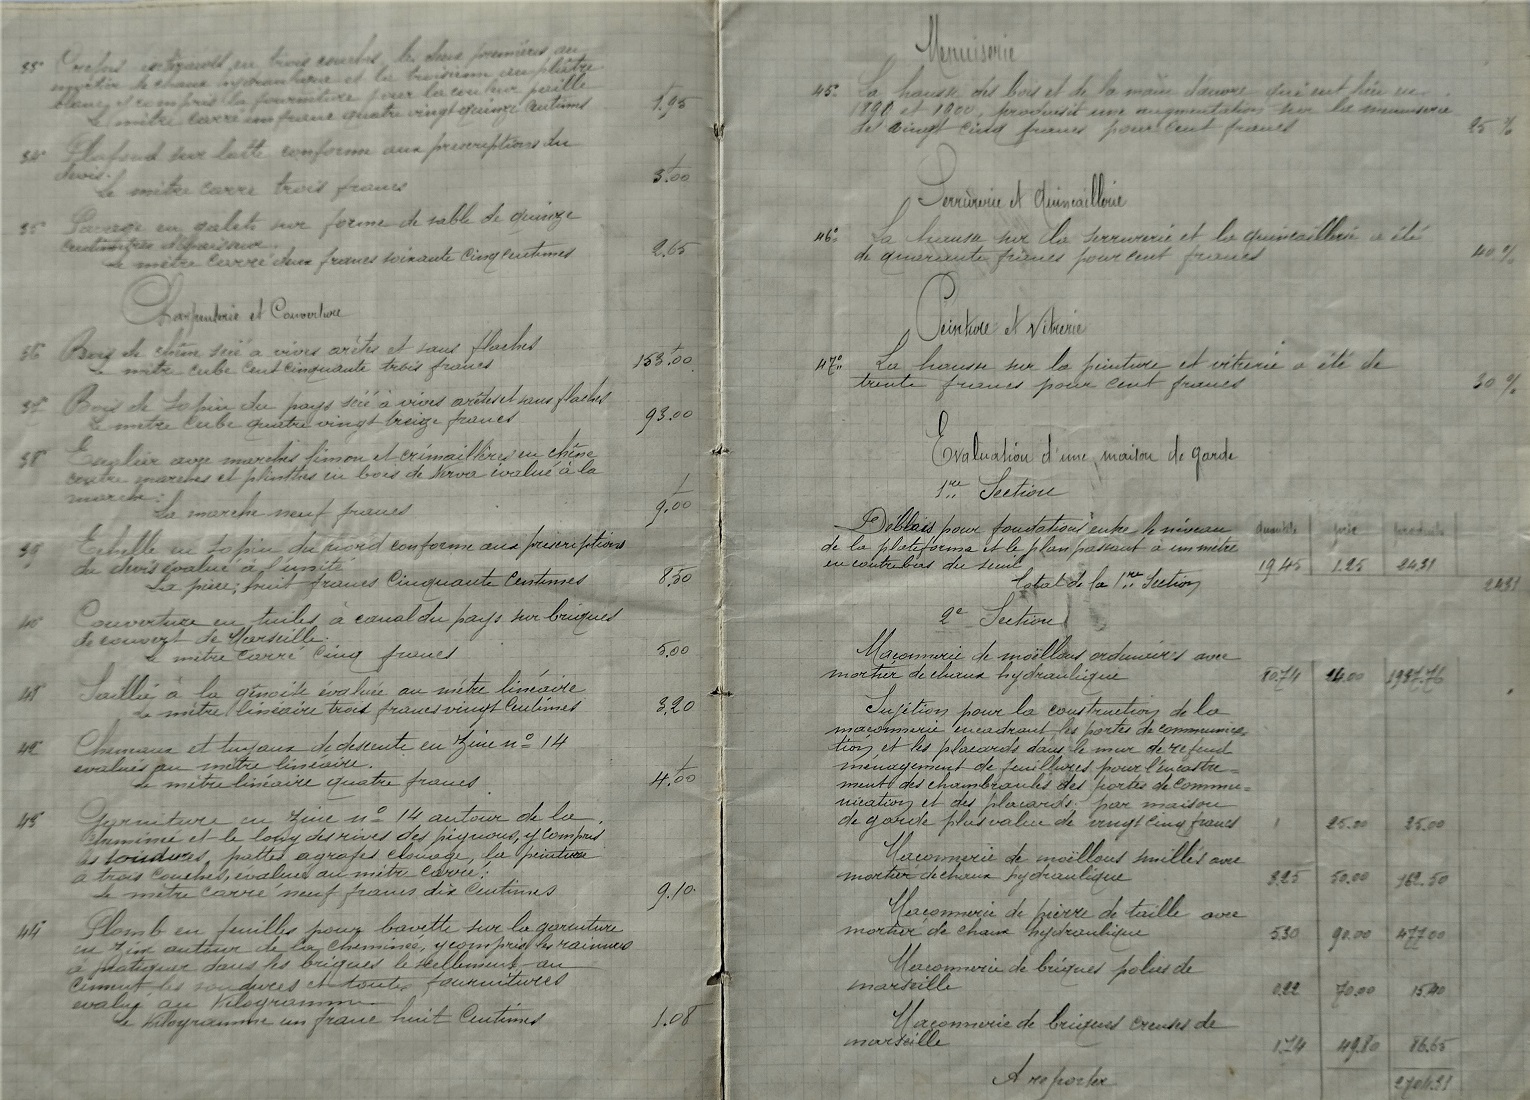 33° Crépis extérieurs en trois couches, les deux premières au
mortier de chaux hydraulique et la troisième au plâtre
blanc y compris la fourniture pour la couleur paille
Le mètre carré un franc quatre vingt quinze centimes 1.95
34° Plafond sur latte conforme aux prescriptions du
devis.
Le mètre carré trois francs 3.00
35° Pavage en galets sur forme de sable de quinze
centimètres d'épaisseur.
Le mètre carré deux francs soixante cinq centimes 2.65
Charpenterie et Couverture
36° Bois de chêne scié a vives arêtes et sans flaches
Le mètre cube cent cinquante trois francs 153.00
37° Bois de sapin du pays scié à vives arêtes et sans flaches
Le mètre cube quatre vingt treize francs 93.00
38° Escalier avec marches limon et crémaillères en chêne
contre marches et plinthes en bois de évalué à la
marche:
La marche neuf francs 9.00
39° Echelle en sapin du nord conforme aux prescriptions
du devis évalué à l'unité
La pièce; huit francs cinquante centimes 8.50
40° Couverture en tuiles à canal du pays sur briques
de couvert de Marseille.
Le mètre carré cinq francs 5.00
41° Saillie à la génoise évaluée au mètre linéaire
Le mètre linéaire trois francs vingt centimes 3.20
42° Cheneaux et tuyaux de descente en Zinc n° 14
evalués au mètre linéaire.
Le mètre linéaire quatre francs 4.00
43° Garniture en Zinc n° 14 autour de la
cheminée et le long des rives des pignons, y compris
les soudures, pattes agrafes clouage, la peinture
à trois couches, évaluée au mètre carré:
Le mètre carré neuf francs dix centimes 9.10
44° Plomb en feuilles pour bavette sur la garniture
en Zinc autour de la cheminée, y compris les rainures
à pratiquer dans les briques le scellement au
ciment les soudures et toutes fournitures
evalué au Kilogramme
Le Kilogramme un franc huit centimes 1.08
Menuiserie
45° La hausse des bois et de la main d'œuvre qui eut lieu en
1890 et 1900, produisit une augmentation sur la menuiserie
de vingt cinq francs pour cent francs 25 %
Serrurerie et Quincaillerie
46° La hausse sur la serrurerie et la quincaillerie a été
de quarante francs pour cent francs 40 %
Peinture et Vitrerie
47° La hausse sur la peinture et vitrerie a été de
trente francs pour cent francs 30 %
Evaluation d'une maison de garde
1re Section
quantités prix produits
Déblais pour fondations entre le niveau
de la plateforme et le plan passant à un mètre
en contrebas du seuil 19.45 1.25 24.31
Total de la 1re Section 24.31
2e Section
Maçonnerie de moëllons ordinaires avec
mortier de chaux hydraulique 80.74 24.00 1937.76
Sujétion pour la construction de la
maçonnerie encadrant les portes de communica-
tion et les placards dans le mur de refend
ménagement de feuillures pour l'encastre-
ment des chambranles des portes de commu-
nication et des placards, par maison
de garde plus value de vingt cinq francs 1 25.00 25.00
Maçonnerie de moëllons smillés avec
mortier de chaux hydraulique 3.25 50.00 162.50
Maçonnerie de pierre de taille avec
mortier de chaux hydraulique 5.30 90.00 477.00
Maçonnerie de briques pleines de
marseille 0.22 70.00 15.40
Maçonnerie de briques creuses de
marseille 1.74 49.80 86.65
A reporter 2704.31